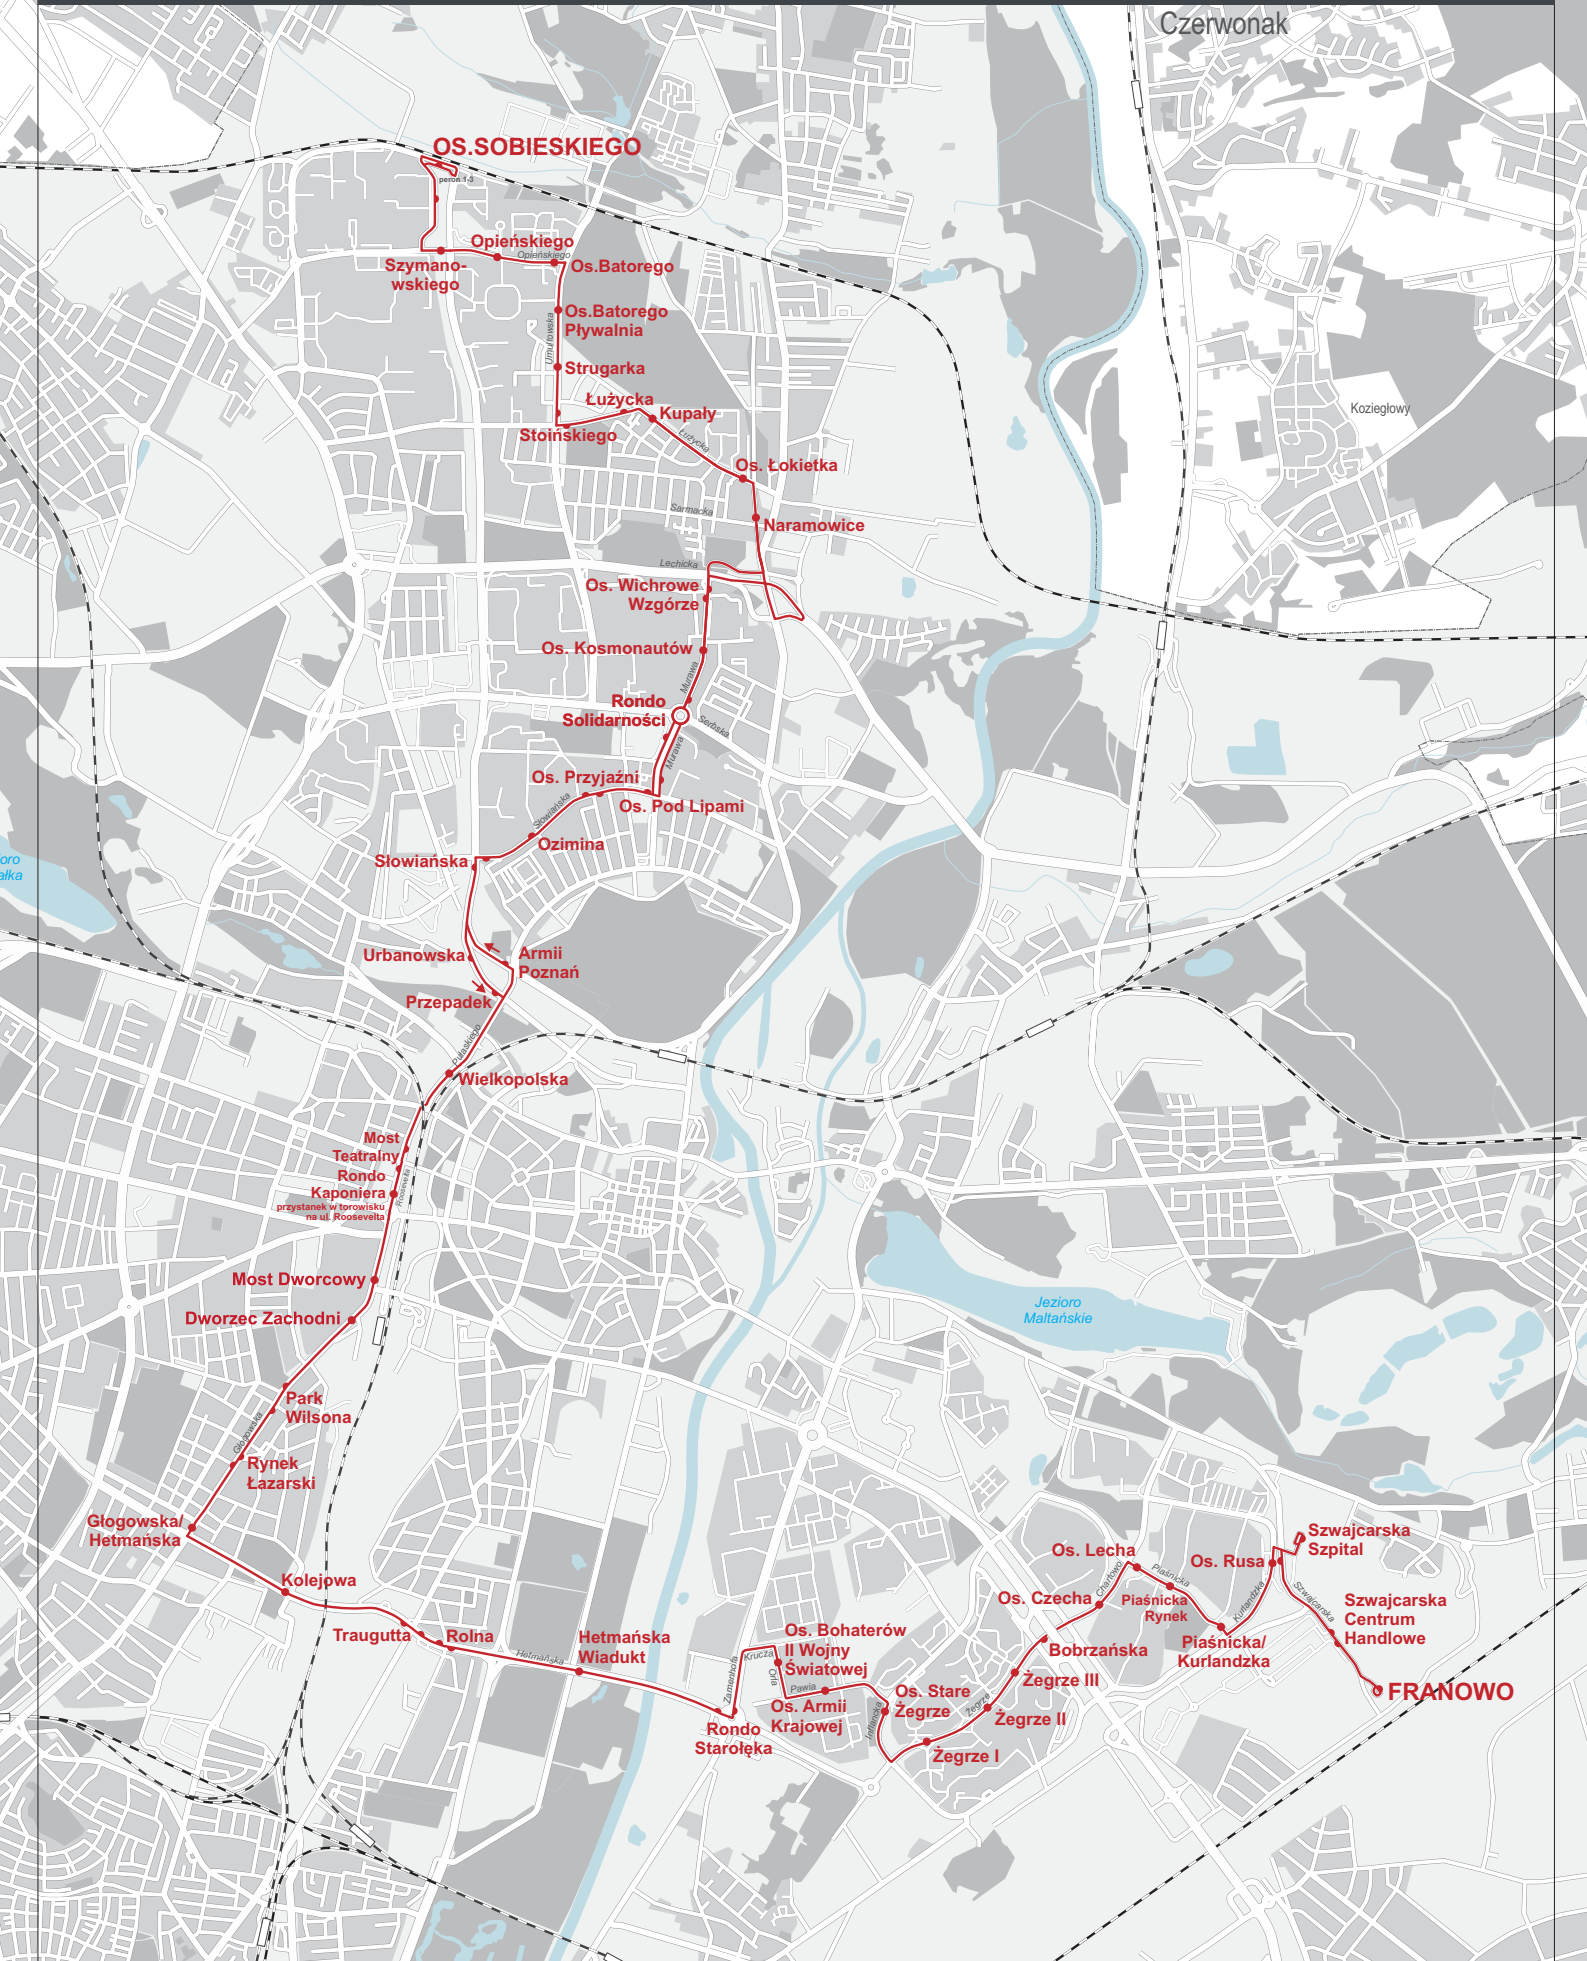 Czerwonak
OS.SOBIESKIEGO
peron 1-3
Opieńskiego
Opieńskiego
Szymano-
wskiego
Os.Batorego
Os.Batorego
Pływalnia
Umultowska
Strugarka
Łużycka
Kupały
Koziegłowy
Stoińskiego
Łużycka
Os. Łokietka
Sarmacka
Naramowice
Lechicka
Os. Wichrowe
Wzgórze
Os. Kosmonautów
Murawa
Rondo
Solidarności
Serbska
Murawa
Os. Przyjaźni
Os. Pod Lipami
Słowiańska
Ozimina
Słowiańska
oro
ałka
Urbanowska
Armii
Poznań
Przepadek
Pułaskiego
Wielkopolska
Most
Teatralny
Rondo
Kaponiera
przystanek w torowisku
na ul. Roosevelta
Roosevelta
Most Dworcowy
Dworzec Zachodni
Jezioro
Maltańskie
Park
Wilsona
Głogowska
Rynek
Łazarski
Głogowska/
Hetmańska
Kolejowa
Traugutta
Rolna
Hetmańska
Hetmańska
Wiadukt
Zamenhofa
Krucza
Orla
Os. Bohaterów
II Wojny
Światowej
Pawia
Os. Armii
Krajowej
Rondo
Starołęka
Inflancka
Os. Stare
Żegrze
Żegrze I
Żegrze
Żegrze II
Żegrze III
Bobrzańska
Os. Czecha
Chartowo
Os. Lecha
Piaśnicka
Piaśnicka
Rynek
Piaśnicka/
Kurlandzka
Kurlandzka
Os. Rusa
Szwajcarska
Szpital
Szwajcarska
Szwajcarska
Centrum
Handlowe
FRANOWO